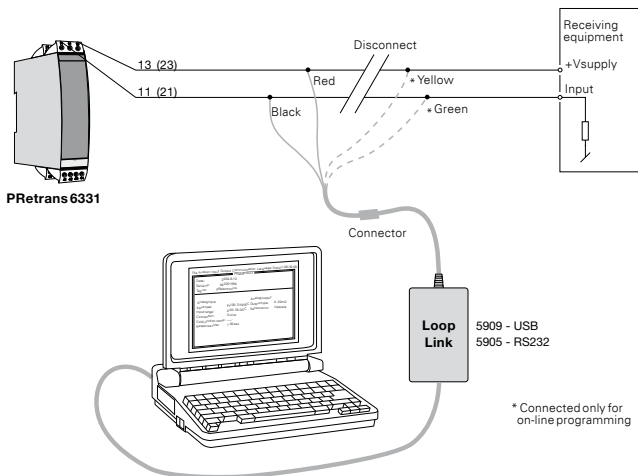 Receiving
equipment
Disconnect
13 (23)
+Vsupply
Red
* Yellow
11 (21)
Input
Black
* Green
PRetrans 6331
Connector
Loop
Link
5909 - USB
5905 - RS232
* Connected only for
on-line programming